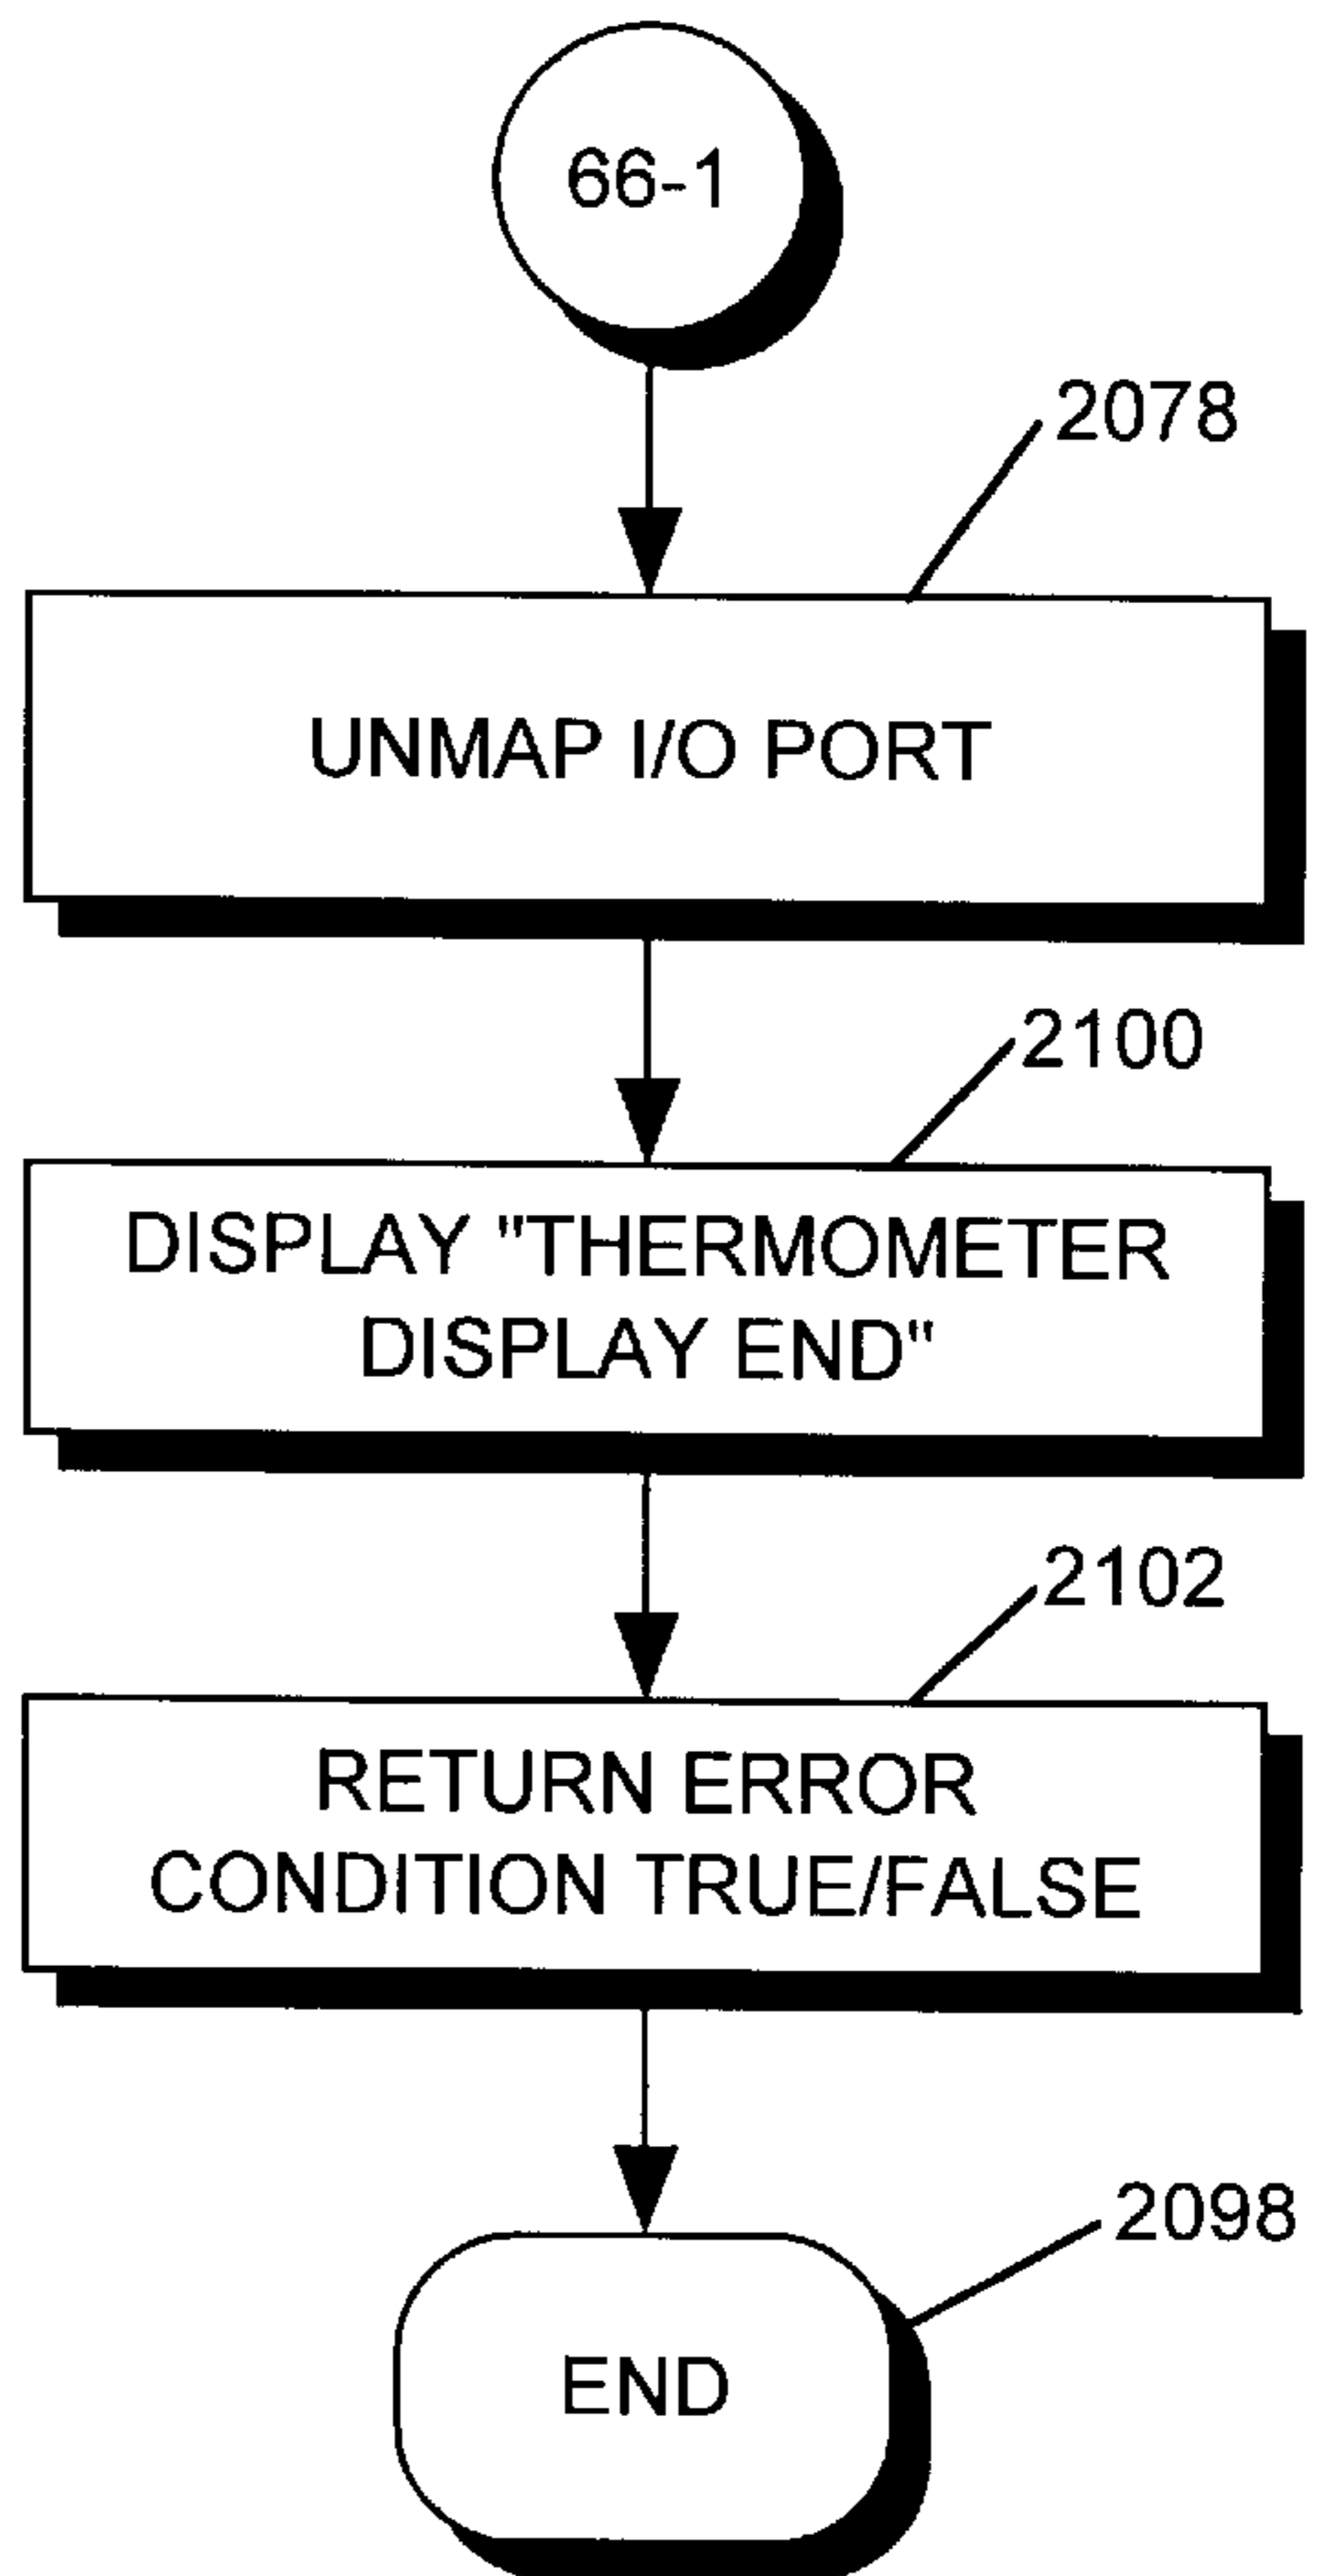 66-1
2078
UNMAP I/O PORT
2100
DISPLAY "THERMOMETER
DISPLAY END"
2102
RETURN ERROR
CONDITION TRUE/FALSE
2098
END